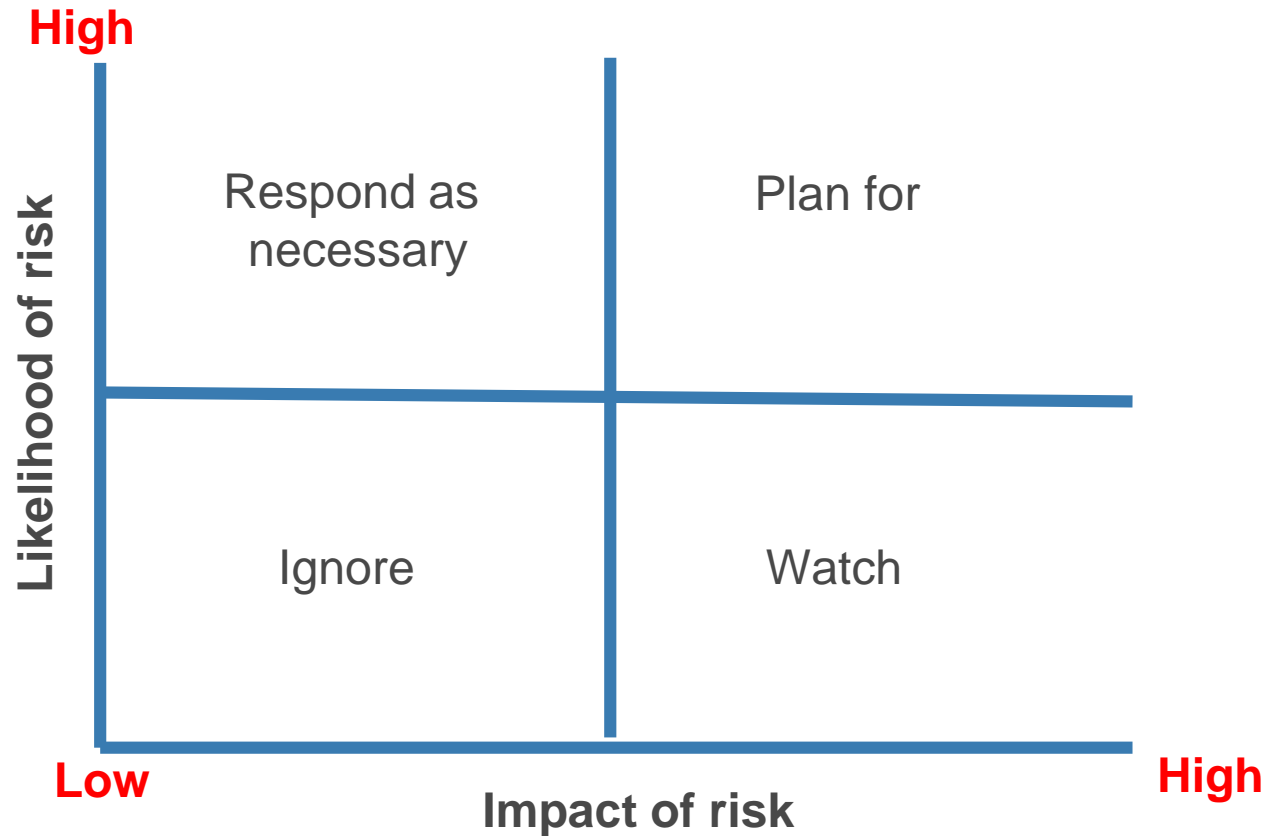 High
Respond as
necessary
Plan for
Likelihood of risk
Ignore
Watch
Low
High
Impact of risk